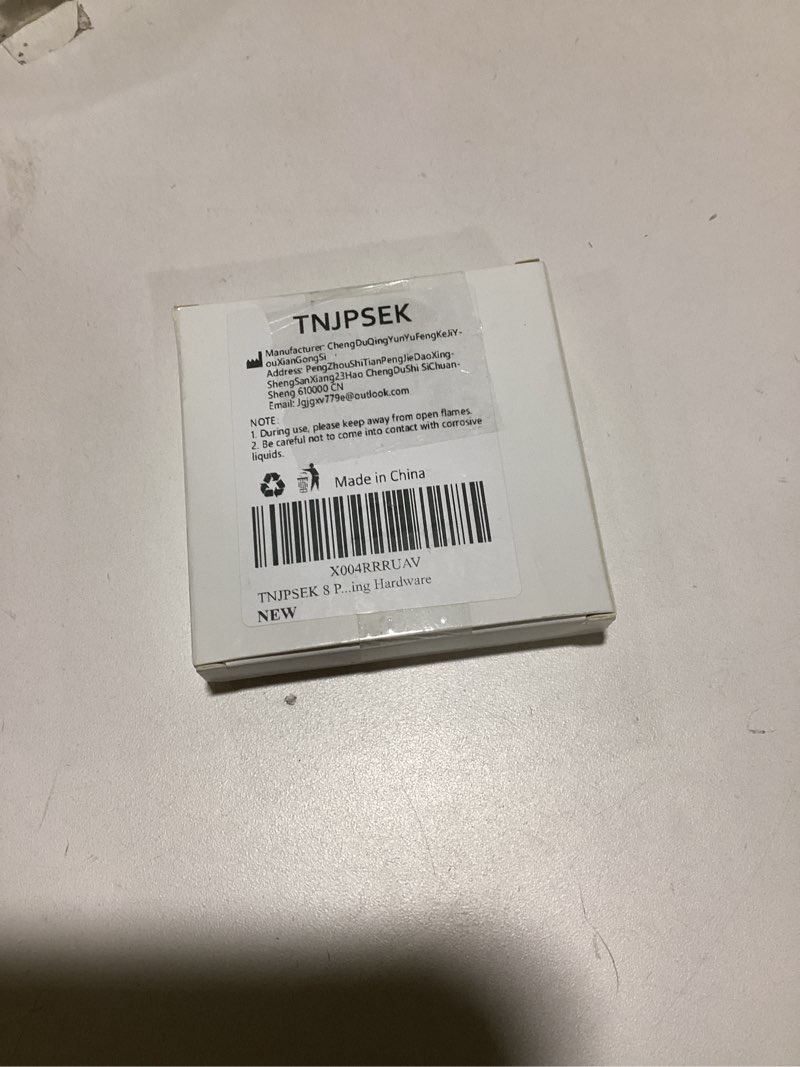 TNJPSEK
Manufacturer: ChengDuQingYunYuFengKeJiY-
ouXianGongSi
Address: PengZhouShiTianPengJieDaoXing-
ShengSanXiang23Hao ChengDuShi SiChuan-
Sheng 610000 CN
Email: Jgjgxv779e@outlook.com
NOTE:
1. During use, please keep away from open flames.
2. Be careful not to come into contact with corrosive
liquids.
Made in China
X004RRRUAV
TNJPSEK 8 P...ing Hardware
NEW